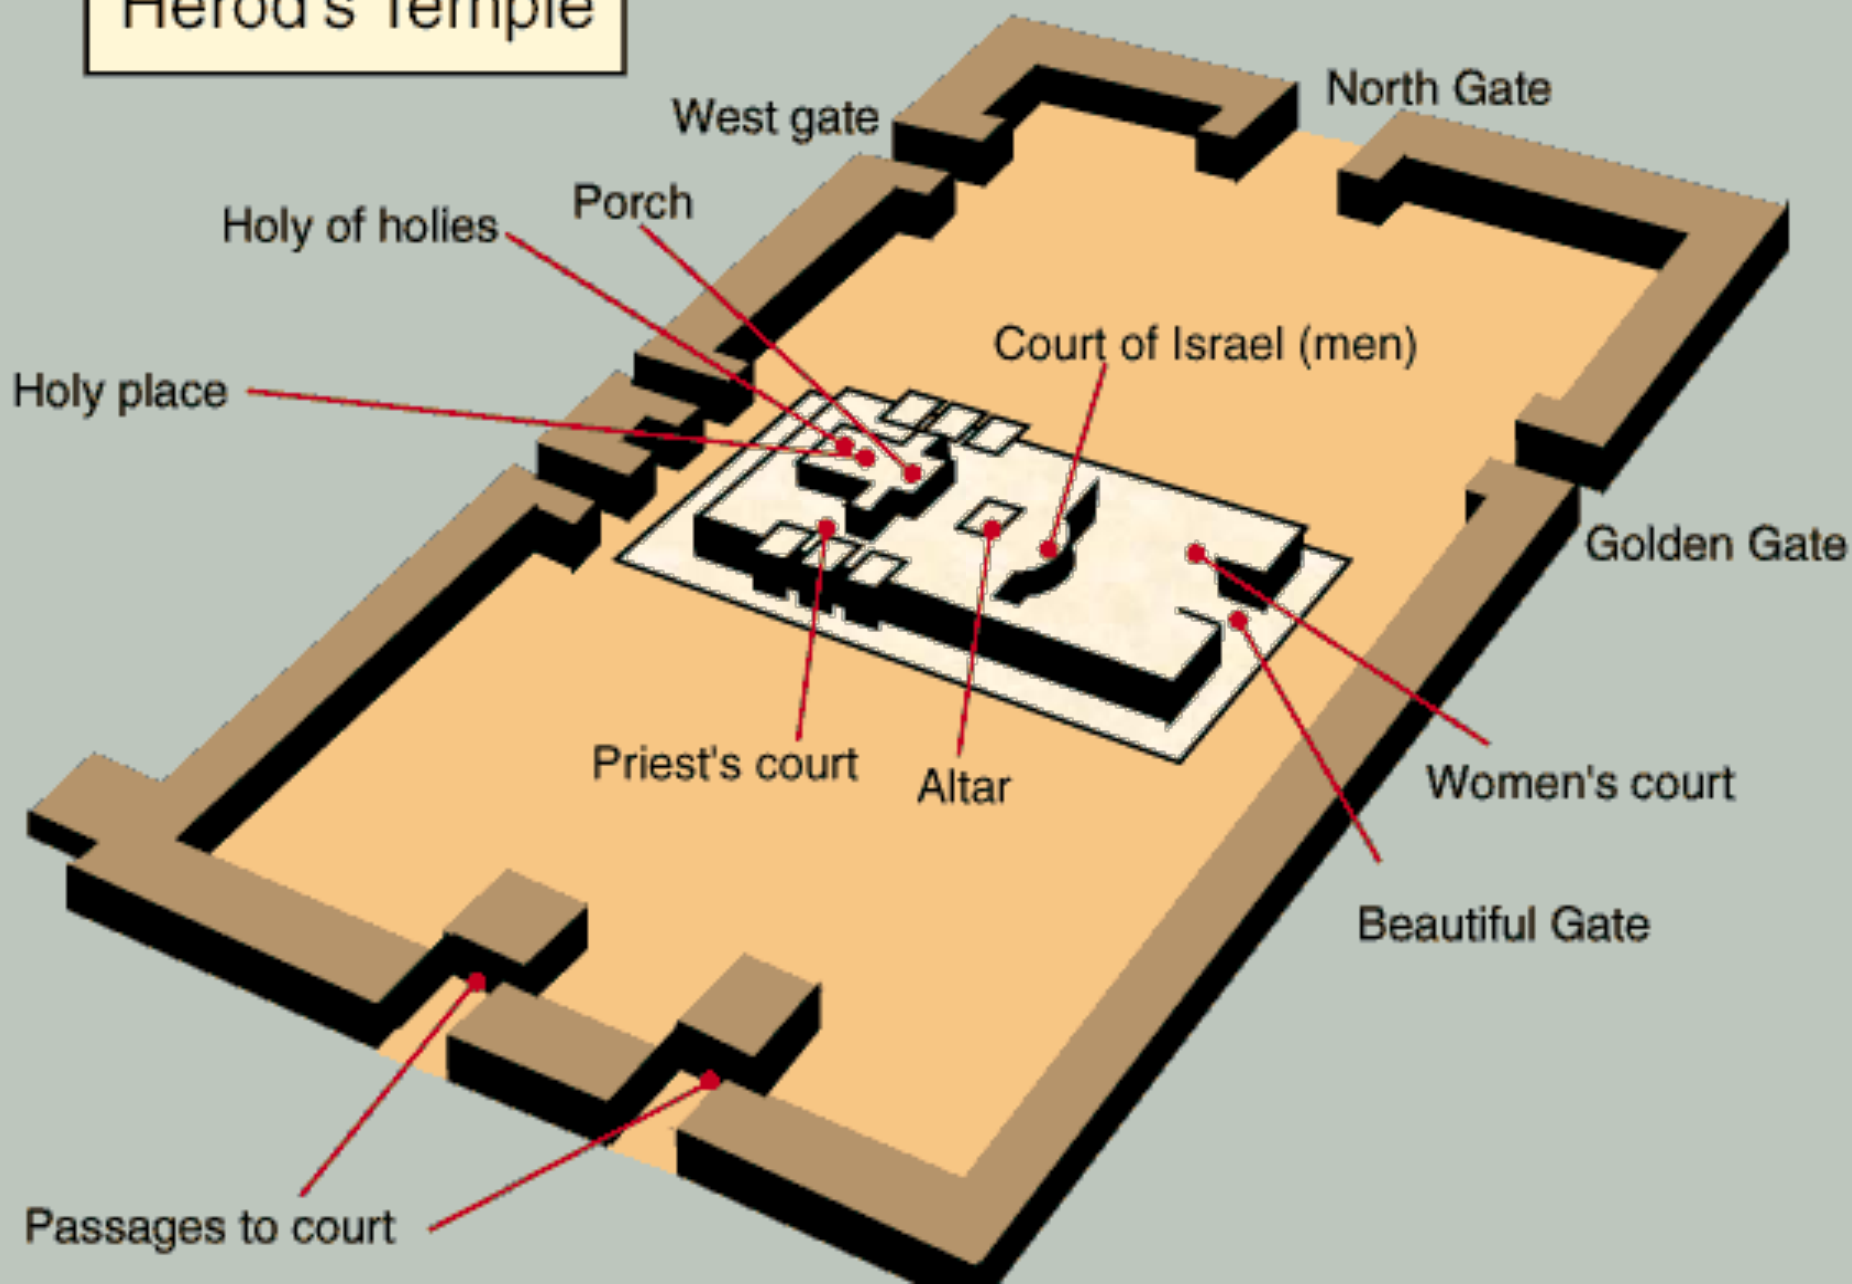 Herod's Temple
North Gate
West gate
Porch
Holy of holies
Court of Israel (men)
Holy place
Golden Gate
Priest's court
Altar
Women's court
Beautiful Gate
Passages to court